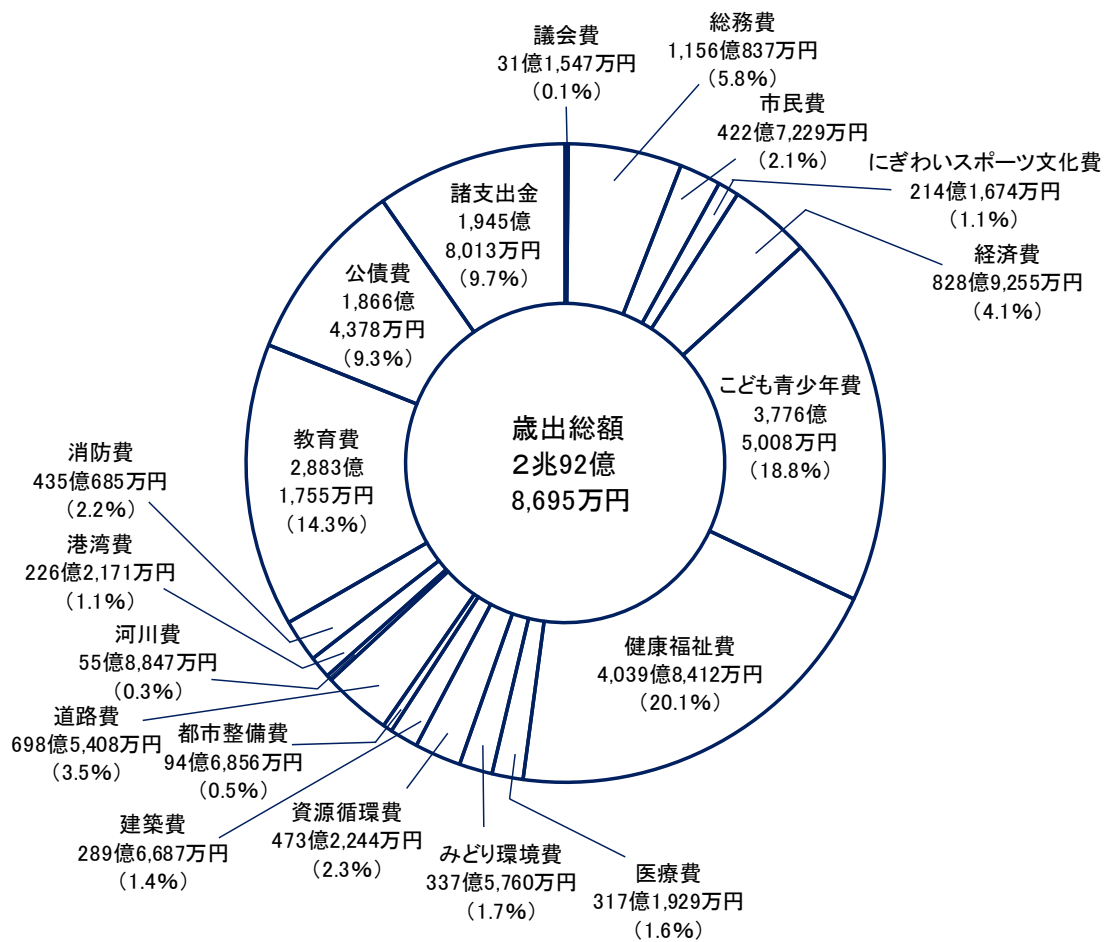 議会費
31億1,547万円
（0.1%）
総務費
1,156億837万円
（5.8%）
市民費
422億7,229万円
（2.1%）
にぎわいスポーツ文化費
214億1,674万円
（1.1%）
経済費
828億9,255万円
（4.1%）
こども青少年費
3,776億
5,008万円
（18.8%）
健康福祉費
4,039億8,412万円
（20.1%）
医療費
317億1,929万円
（1.6%）
みどり環境費
337億5,760万円
（1.7%）
資源循環費
473億2,244万円
（2.3%）
建築費
289億6,687万円
（1.4%）
都市整備費
94億6,856万円
（0.5%）
道路費
698億5,408万円
（3.5%）
河川費
55億8,847万円
（0.3%）
港湾費
226億2,171万円
（1.1%）
消防費
435億685万円
（2.2%）
教育費
2,883億
1,755万円
（14.3%）
公債費
1,866億
4,378万円
（9.3%）
諸支出金
1,945億
8,013万円
（9.7%）
歳出総額
２兆92億
8,695万円